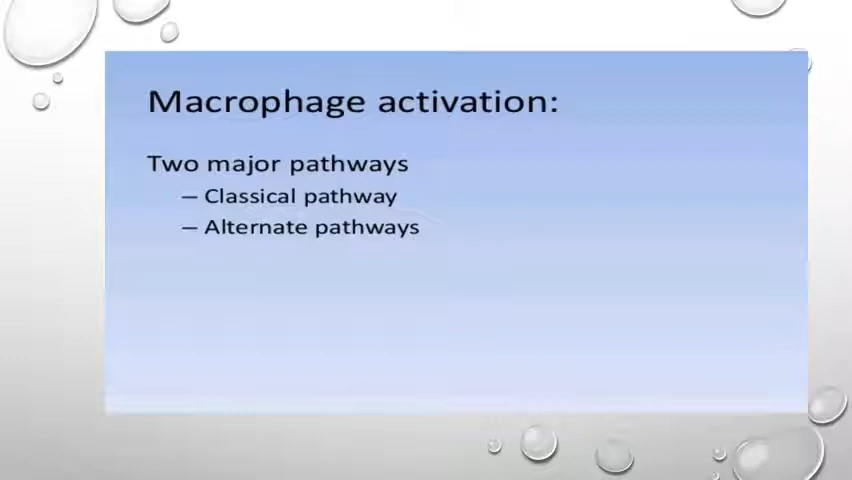 Macrophage activation:
Two major pathways
– Classical pathway
– Alternate pathways